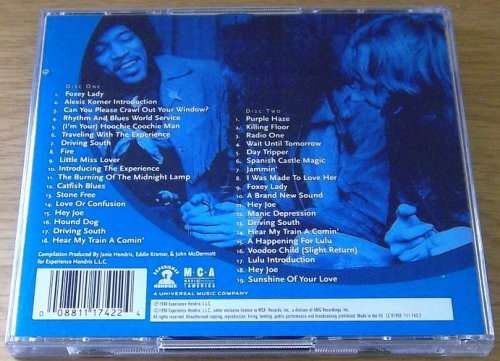 Disc One
1. Foxey Lady
2. Alexis Korner Introduction
3. Can You Please Crawl Out Your Window?
4. Rhythm And Blues World Service
5. (I'm Your) Hoochie Coochie Man
6. Traveling With The Experience
7. Driving South
8. Fire
9. Little Miss Lover
10. Introducing The Experience
11. The Burning Of The Midnight Lamp
12. Catfish Blues
13. Stone Free
14. Love Or Confusion
15. Hey Joe
16. Hound Dog
17. Driving South
18. Hear My Train A Comin'
Compilation Produced By Janie Hendrix, Eddie Kramer, & John McDermott
for Experience Hendrix L.L.C.
Disc Two
1. Purple Haze
2. Killing Floor
3. Radio One
4. Wait Until Tomorrow
5. Day Tripper
6. Spanish Castle Magic
7. Jammin'
8. I Was Made To Love Her
9. Foxey Lady
10. A Brand New Sound
11. Hey Joe
12. Manic Depression
13. Driving South
14. Hear My Train A Comin'
15. A Happening For Lulu
16. Voodoo Child (Slight Return)
17. Lulu Introduction
18. Hey Joe
19. Sunshine Of Your Love
EXPERIENCE
HENDRIX
M·C·A
MUSIC
AMERICA
A UNIVERSAL MUSIC COMPANY
0 08811 17422 4
℗1998 Experience Hendrix L.L.C.